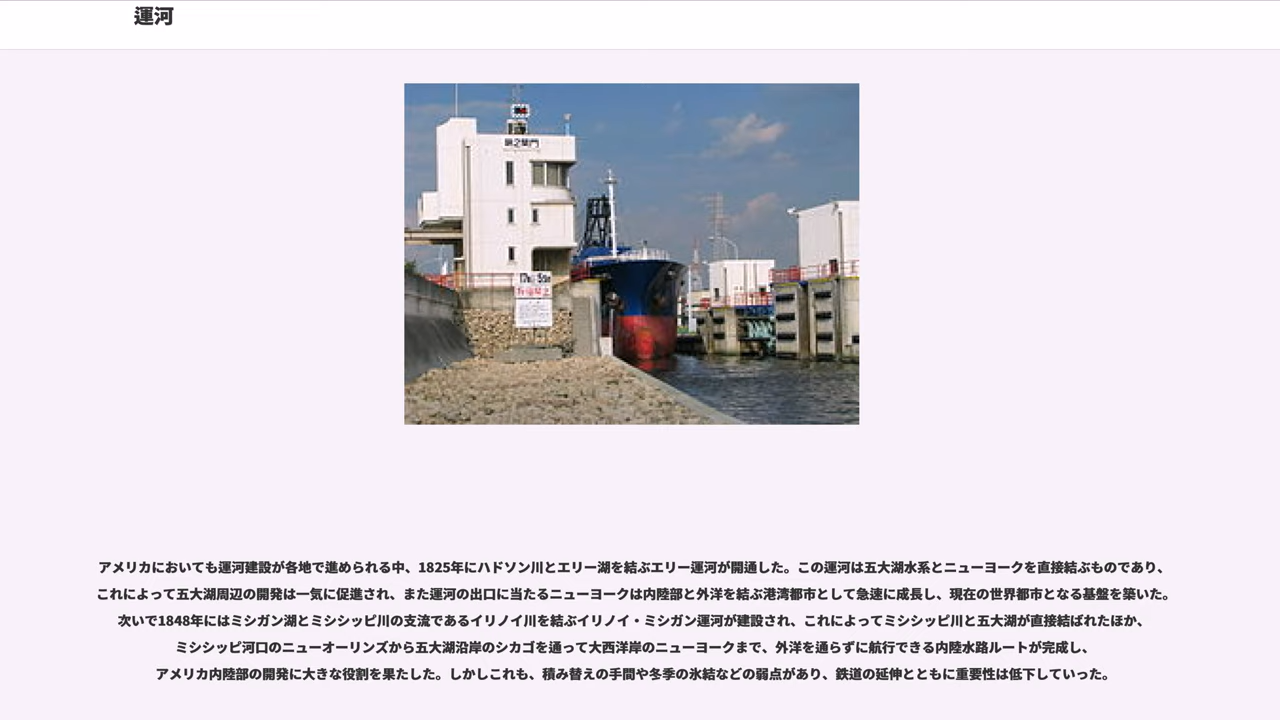 運河
アメリカにおいても運河建設が各地で進められる中、1825年にハドソン川とエリー湖を結ぶエリー運河が開通した。この運河は五大湖水系とニューヨークを直接結ぶものであり、
これによって五大湖周辺の開発は一気に促進され、また運河の出口に当たるニューヨークは内陸部と外洋を結ぶ港湾都市として急速に成長し、現在の世界都市となる基盤を築いた。
次いで1848年にはミシガン湖とミシシッピ川の支流であるイリノイ川を結ぶイリノイ・ミシガン運河が建設され、これによってミシシッピ川と五大湖が直接結ばれたほか、
ミシシッピ河口のニューオーリンズから五大湖沿岸のシカゴを通って大西洋岸のニューヨークまで、外洋を通らずに航行できる内陸水路ルートが完成し、
アメリカ内陸部の開発に大きな役割を果たした。しかしこれも、積み替えの手間や冬季の氷結などの弱点があり、鉄道の延伸とともに重要性は低下していった。